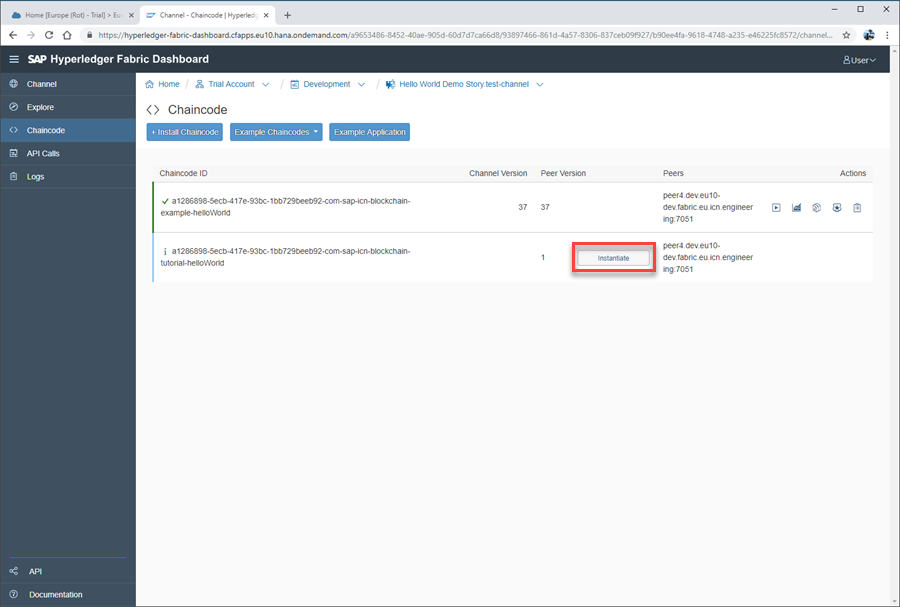 Home [Europe (Rot) - Trial] > Eu
Channel - Chaincode | Hyperledg
https://hyperledger-fabric-dashboard.cfapps.eu10.hana.ondemand.com/a9653486-8452-40ae-905d-60d7d7ca66d8/93897466-861d-4a57-8306-837ceb09f927/b90ee4fa-9618-4748-a235-e46225fc8572/channel...
SAP Hyperledger Fabric Dashboard
User
Channel
Explore
Chaincode
API Calls
Logs
API
Documentation
Home / Trial Account / Development / Hello World Demo Story:test-channel
<> Chaincode
+ Install Chaincode
Example Chaincodes
Example Application
Chaincode ID Channel Version Peer Version Peers Actions
a1286898-5ecb-417e-93bc-1bb729beeb92-com-sap-icn-blockchain-
example-helloWorld
37 37
peer4.dev.eu10-
dev.fabric.eu.icn.engineer
ing:7051
a1286898-5ecb-417e-93bc-1bb729beeb92-com-sap-icn-blockchain-
tutorial-helloWorld
1
Instantiate
peer4.dev.eu10-
dev.fabric.eu.icn.engineer
ing:7051